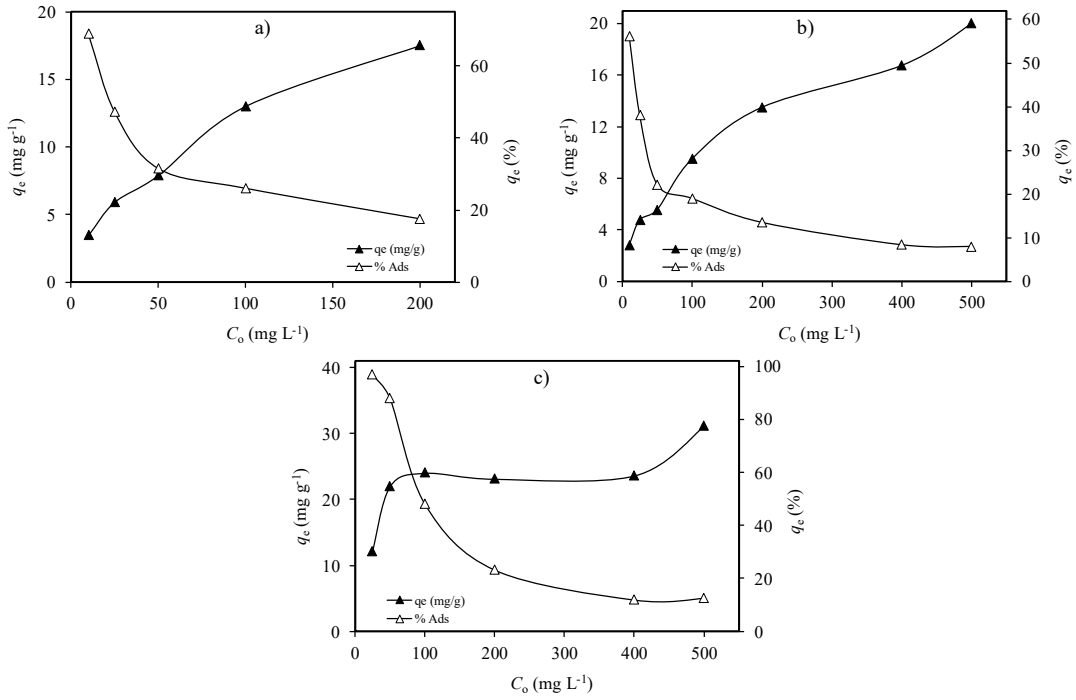 a)
20
15
10
5
0
qe (mg g-1)
60
40
20
0
qe (%)
qe (mg/g)
% Ads
0 50 100 150 200
Co (mg L-1)
b)
20
16
12
8
4
0
qe (mg g-1)
60
50
40
30
20
10
0
qe (%)
qe (mg/g)
% Ads
0 100 200 300 400 500
Co (mg L-1)
c)
40
30
20
10
0
qe (mg g-1)
100
80
60
40
20
0
qe (%)
qe (mg/g)
% Ads
0 100 200 300 400 500
Co (mg L-1)